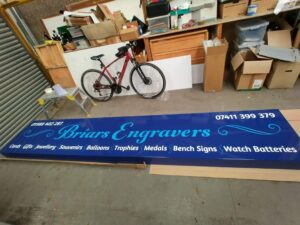 07411 399 379
Briars Engravers
Cards Gifts Jewellery Souvenirs Balloons Trophies Medals Bench Signs Watch Batteries